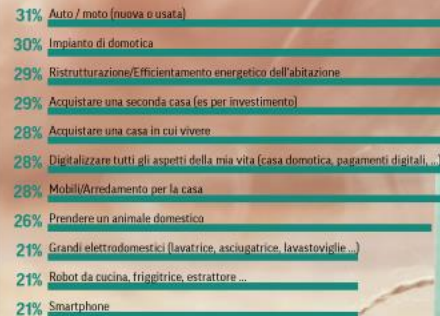 31% Auto / moto (nuova o usata)
30% Impianto di domotica
29% Ristrutturazione/Efficientamento energetico dell'abitazione
29% Acquistare una seconda casa (es per investimento)
28% Acquistare una casa in cui vivere
28% Digitalizzare tutti gli aspetti della mia vita (casa domotica, pagamenti digitali, ...)
28% Mobili/Arredamento per la casa
26% Prendere un animale domestico
21% Grandi elettrodomestici (lavatrice, asciugatrice, lavastoviglie ...)
21% Robot da cucina, friggitrice, estrattore ...
21% Smartphone